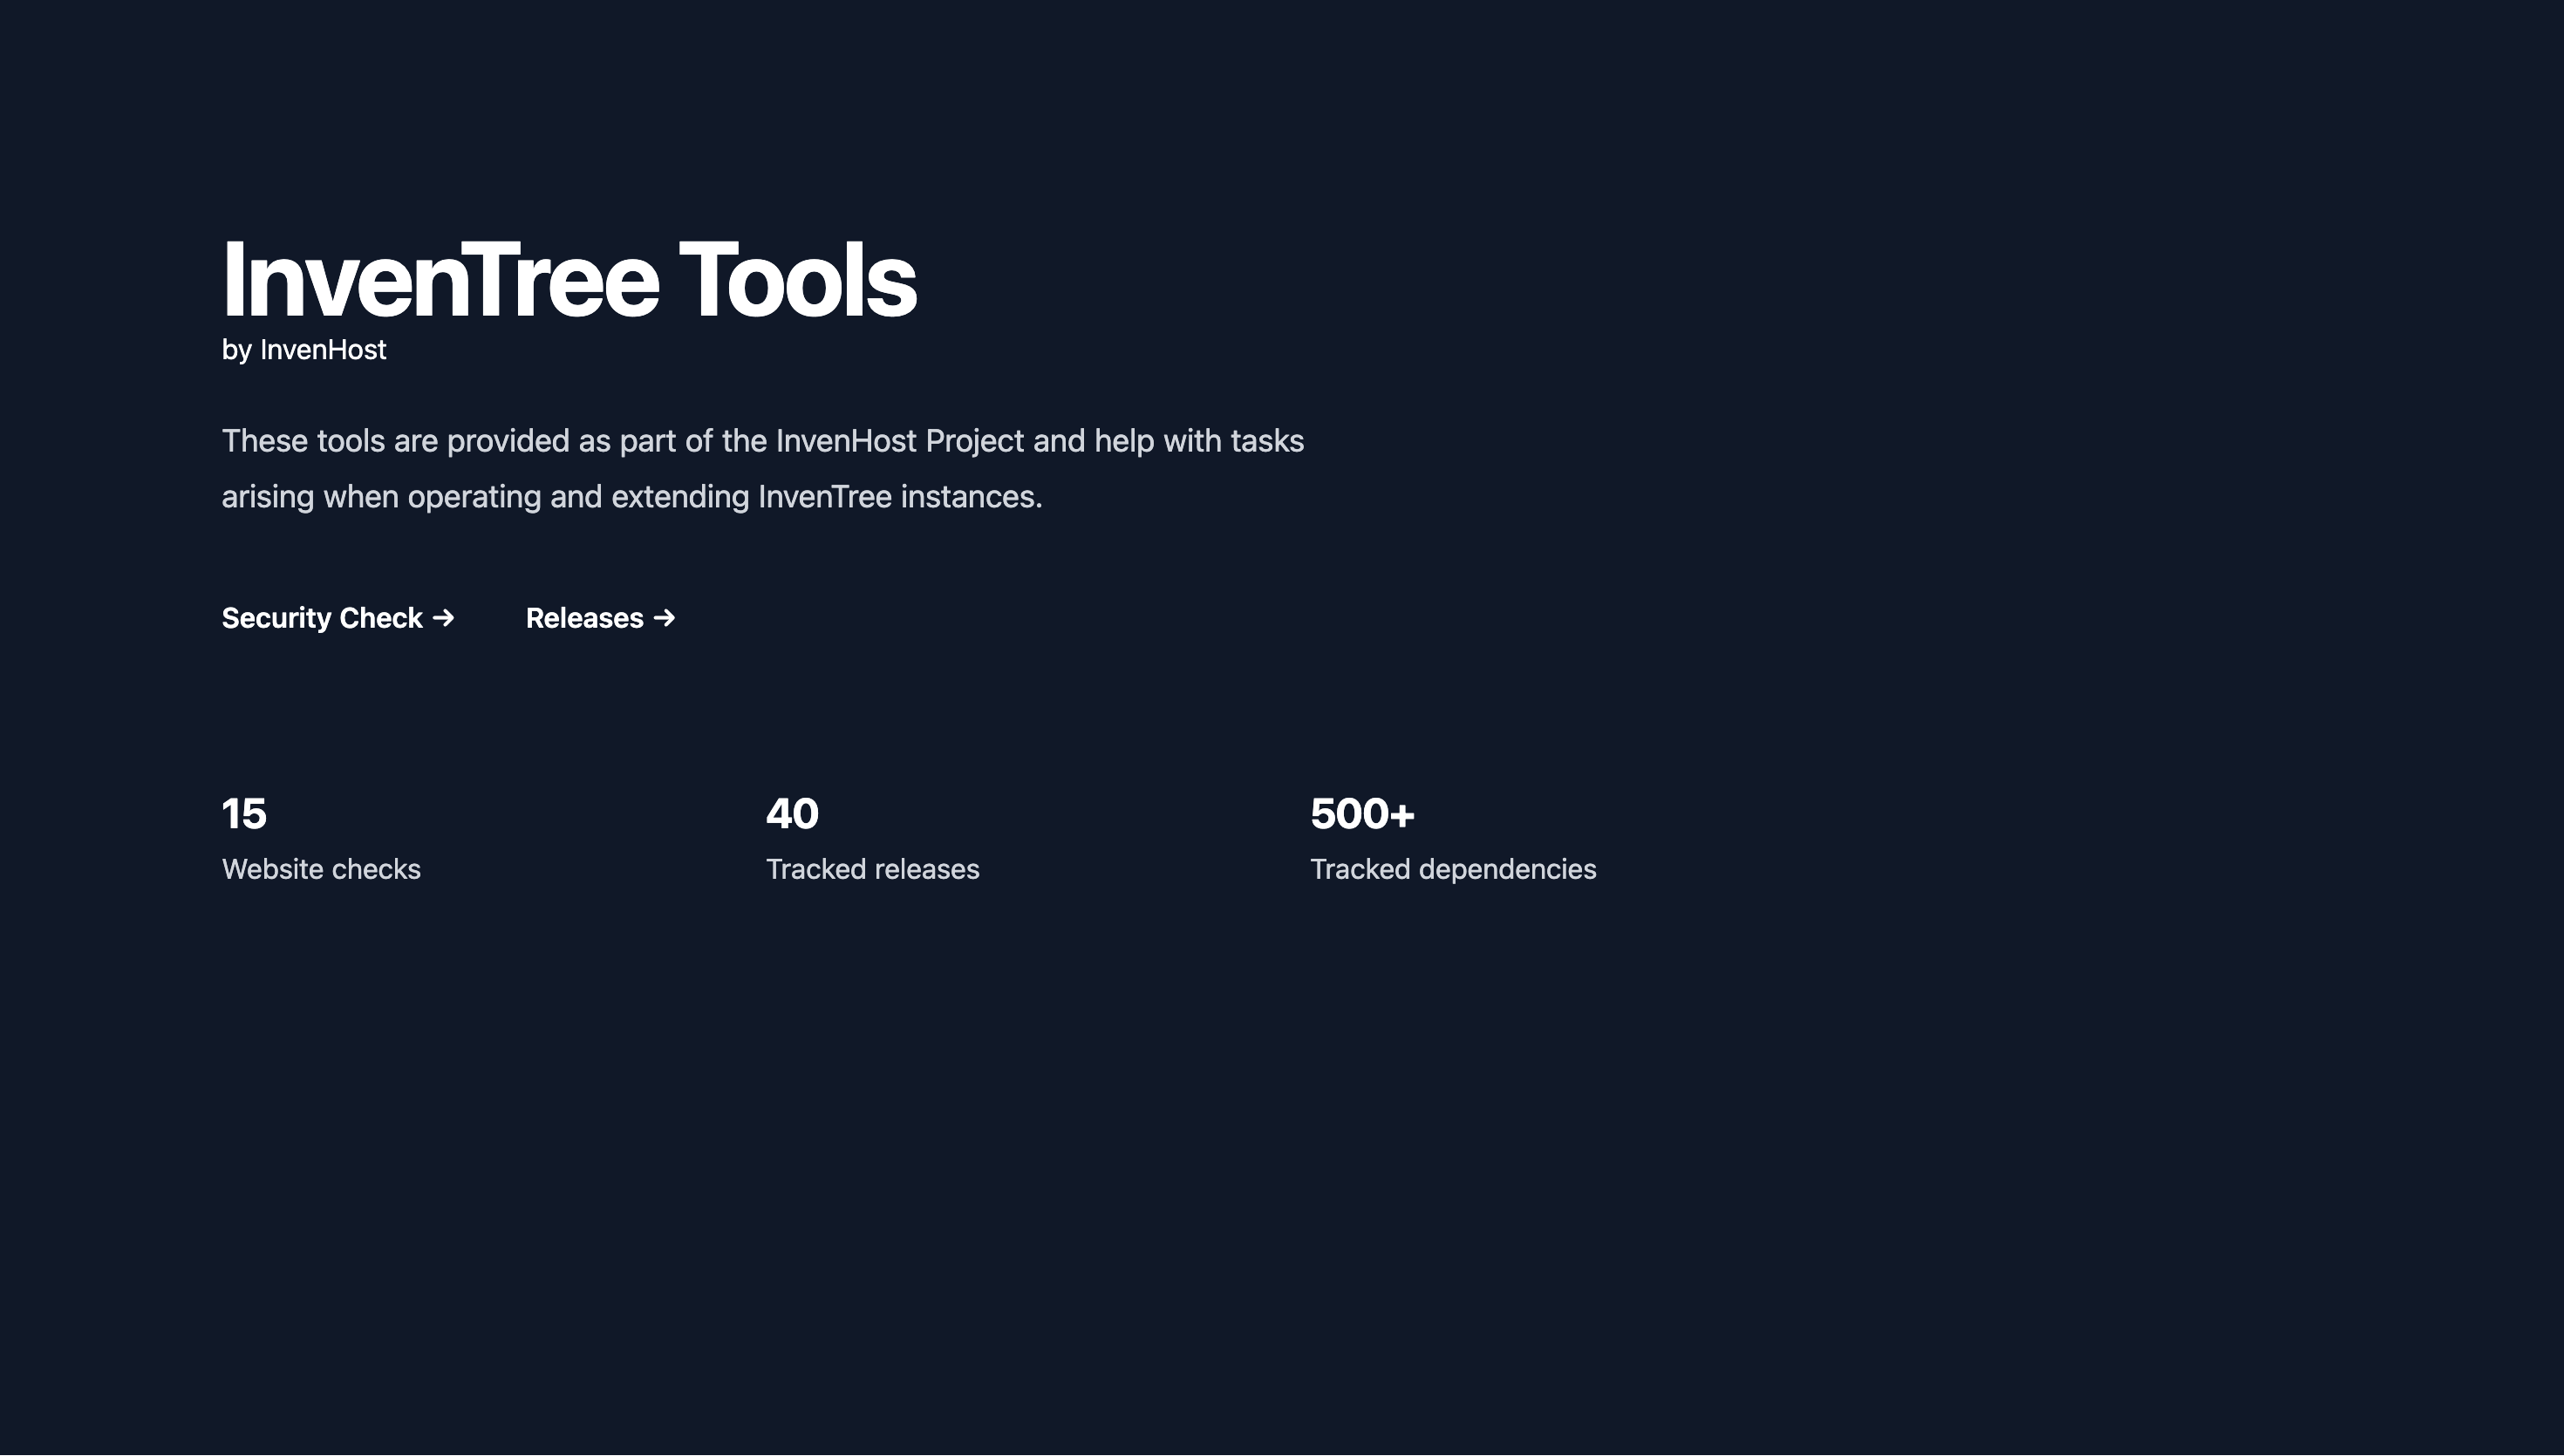 InvenTree Tools
by InvenHost
These tools are provided as part of the InvenHost Project and help with tasks
arising when operating and extending InvenTree instances.
Security Check → Releases →
15 40 500+
Website checks Tracked releases Tracked dependencies